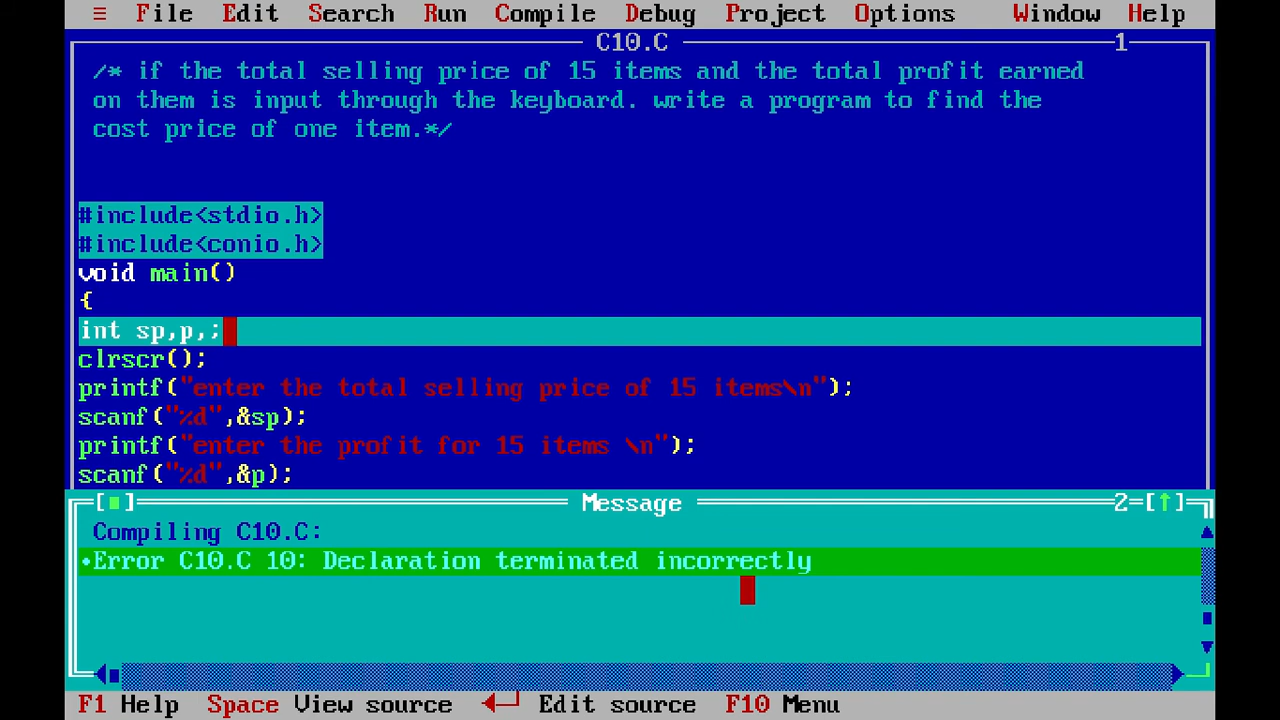 ≡ File Edit Search Run Compile Debug Project Options Window Help
C10.C 1
/* if the total selling price of 15 items and the total profit earned
on them is input through the keyboard. write a program to find the
cost price of one item.*/
#include<stdio.h>
#include<conio.h>
void main()
{
int sp,p,;
clrscr();
printf("enter the total selling price of 15 items\n");
scanf("%d",&sp);
printf("enter the profit for 15 items \n");
scanf("%d",&p);
[■] Message 2=[↑]
Compiling C10.C:
•Error C10.C 10: Declaration terminated incorrectly
F1 Help Space View source ◄┘ Edit source F10 Menu